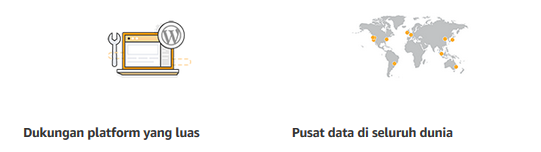 Dukungan platform yang luas
Pusat data di seluruh dunia